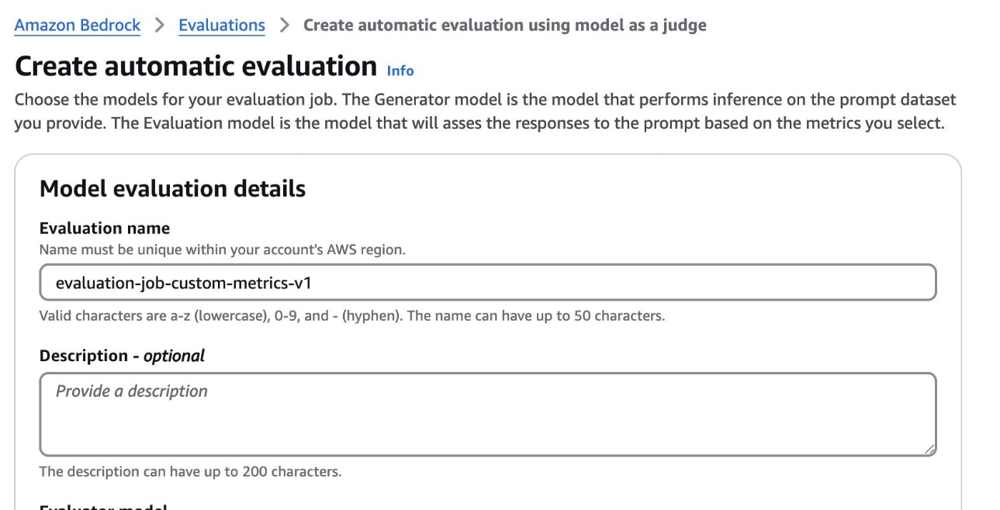 Amazon Bedrock > Evaluations > Create automatic evaluation using model as a judge
Create automatic evaluation Info
Choose the models for your evaluation job. The Generator model is the model that performs inference on the prompt dataset
you provide. The Evaluation model is the model that will asses the responses to the prompt based on the metrics you select.
Model evaluation details
Evaluation name
Name must be unique within your account's AWS region.
evaluation-job-custom-metrics-v1
Valid characters are a-z (lowercase), 0-9, and - (hyphen). The name can have up to 50 characters.
Description - optional
Provide a description
The description can have up to 200 characters.
Evaluator model